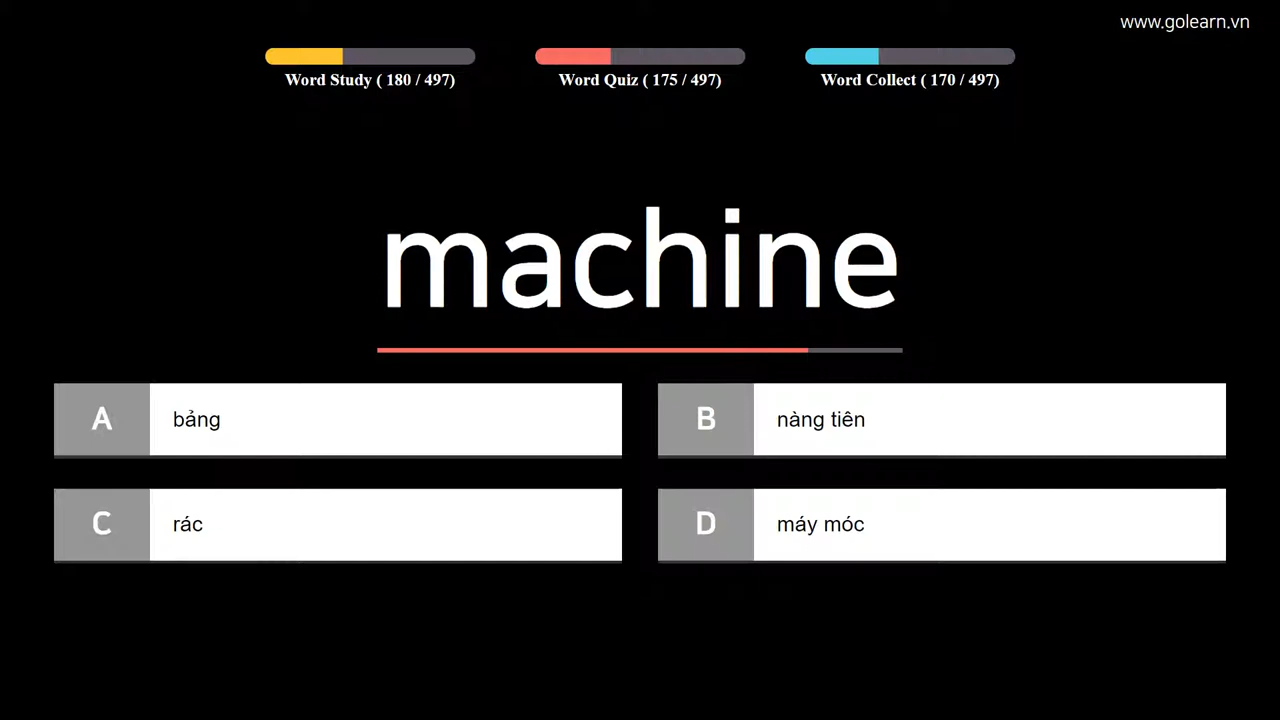 www.golearn.vn
Word Study ( 180 / 497)
Word Quiz ( 175 / 497)
Word Collect ( 170 / 497)
machine
A bảng
B nàng tiên
C rác
D máy móc